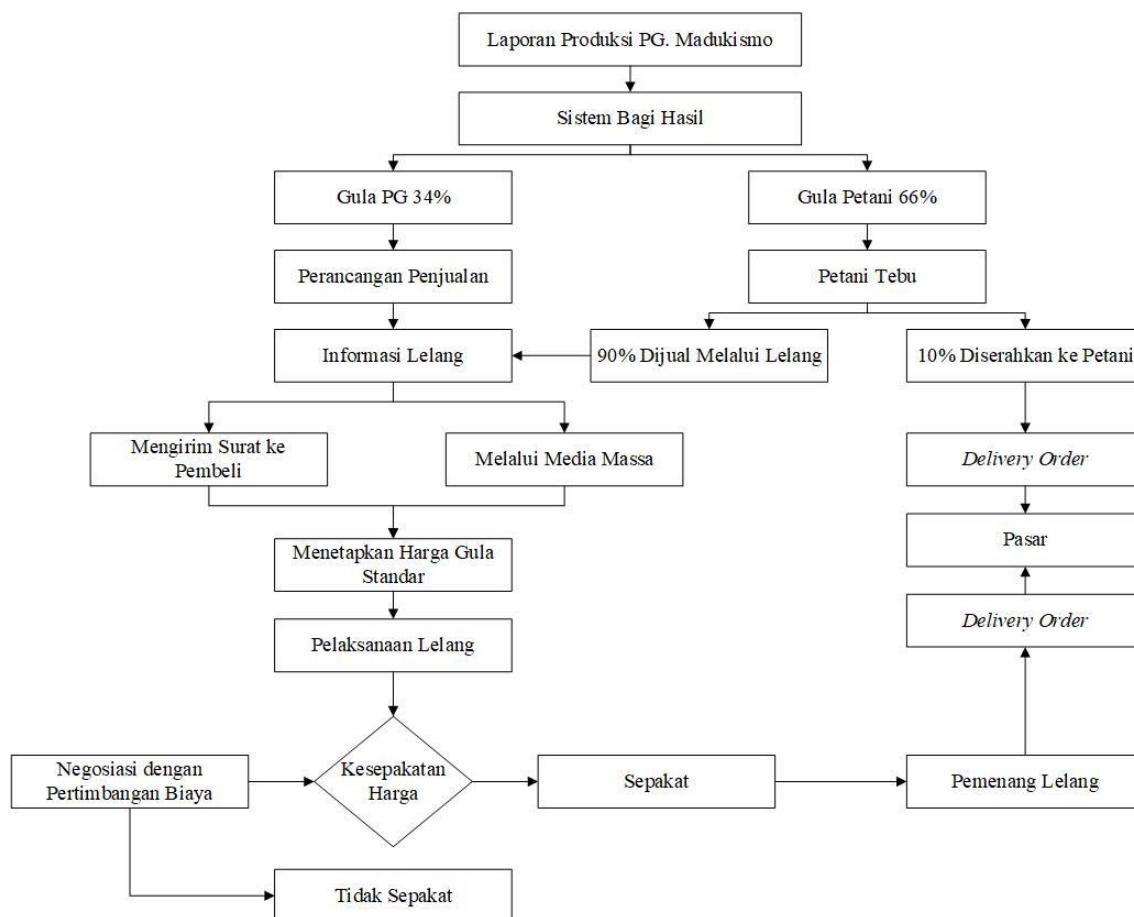 Laporan Produksi PG. Madukismo
Sistem Bagi Hasil
Gula PG 34%
Gula Petani 66%
Perancangan Penjualan
Petani Tebu
Informasi Lelang
90% Dijual Melalui Lelang
10% Diserahkan ke Petani
Mengirim Surat ke
Pembeli
Melalui Media Massa
Delivery Order
Menetapkan Harga Gula
Standar
Pasar
Pelaksanaan Lelang
Delivery Order
Negosiasi dengan
Pertimbangan Biaya
Kesepakatan
Harga
Sepakat
Pemenang Lelang
Tidak Sepakat